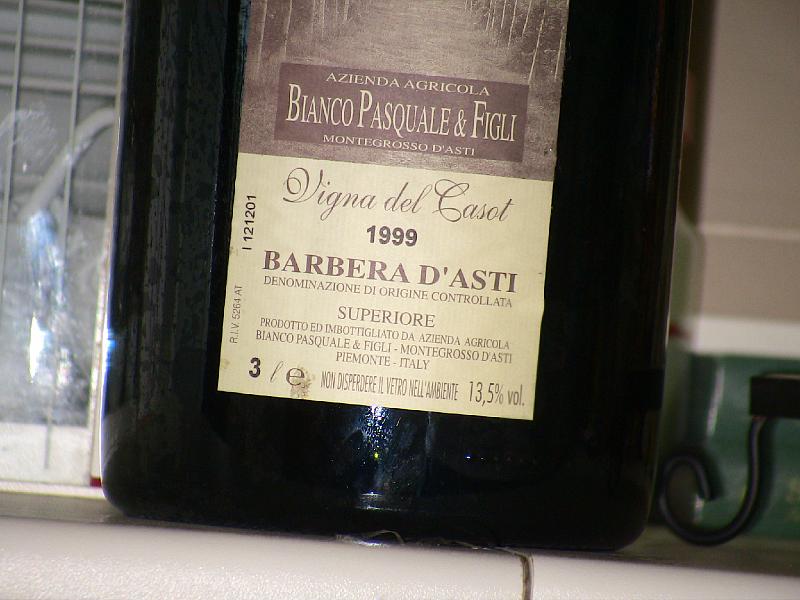 AZIENDA AGRICOLA
BIANCO PASQUALE & FIGLI
MONTEGROSSO D'ASTI
Vigna del Casot
1999
BARBERA D'ASTI
DENOMINAZIONE DI ORIGINE CONTROLLATA
SUPERIORE
PRODOTTO ED IMBOTTIGLIATO DA AZIENDA AGRICOLA
BIANCO PASQUALE & FIGLI - MONTEGROSSO D'ASTI
PIEMONTE - ITALY
3 l e NON DISPERDERE IL VETRO NELL'AMBIENTE 13,5% vol.
I 121201
R.I.V. 5264 AT